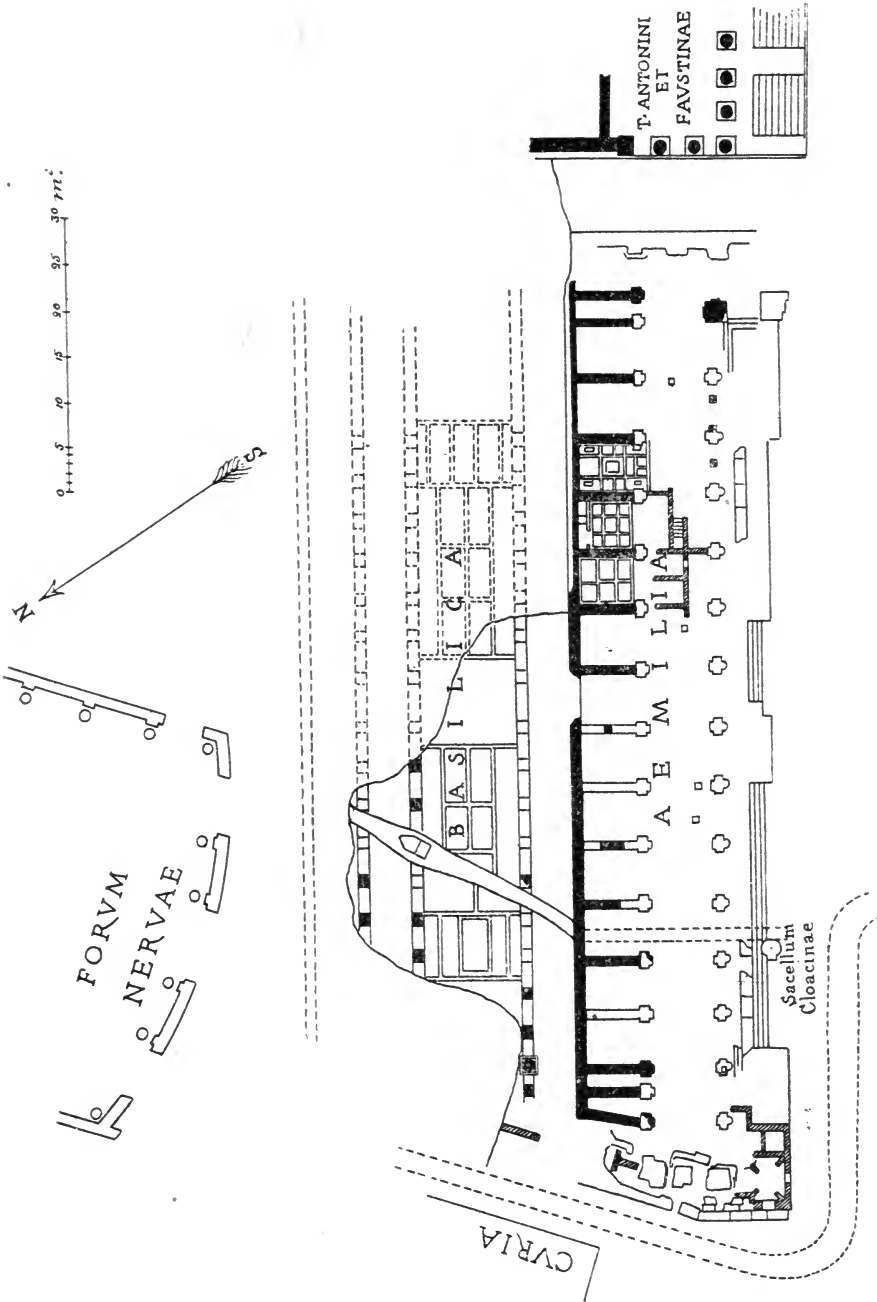 T. ANTONINI
ET
FAVSTINAE
0 5 10 15 20 25 30 m.
N
S
FORVM
NERVAE
BASILICA
AEMILIA
Sacellum
Cloacinae
CVRIA